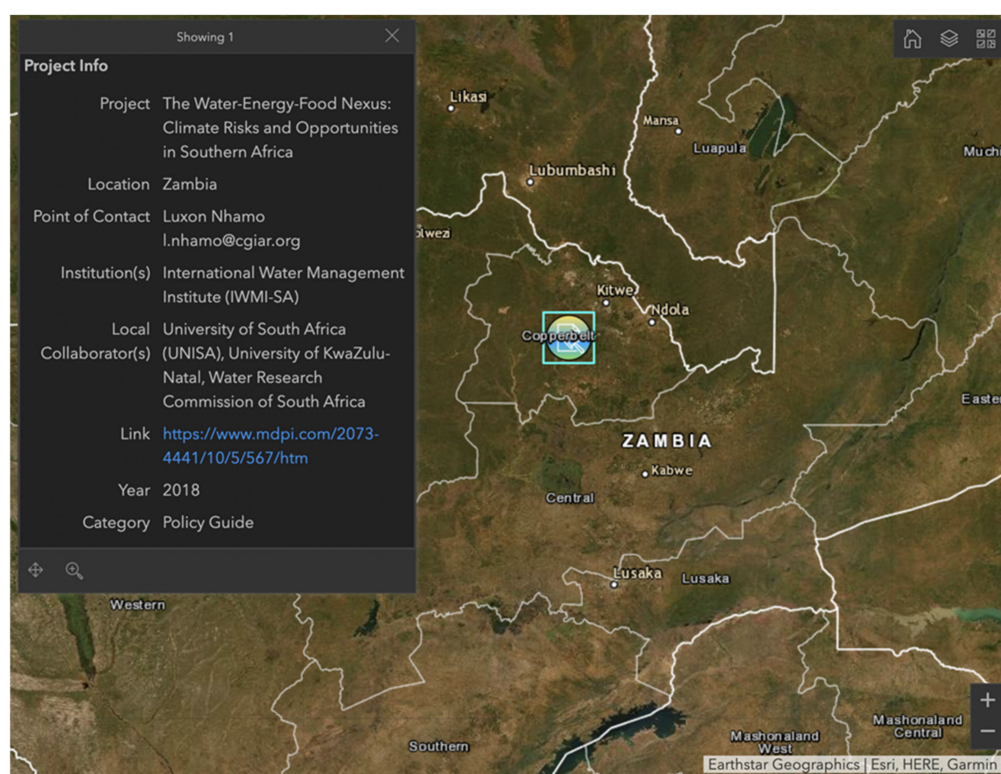 Showing 1
Project Info
Project The Water-Energy-Food Nexus:
Climate Risks and Opportunities
in Southern Africa
Location Zambia
Point of Contact Luxon Nhamo
l.nhamo@cgiar.org
Institution(s) International Water Management
Institute (IWMI-SA)
Local University of South Africa
Collaborator(s) (UNISA), University of KwaZulu-
Natal, Water Research
Commission of South Africa
Link https://www.mdpi.com/2073-
4441/10/5/567/htm
Year 2018
Category Policy Guide
Likasi
Mansa
Luapula
Muchi
Lubumbashi
olwezi
Kitwe
Ndola
Copperbelt
Easte
ZAMBIA
Kabwe
Central
Lusaka
Lusaka
Western
Southern
Mashonaland
West
Mashonaland
Central
Earthstar Geographics | Esri, HERE, Garmin